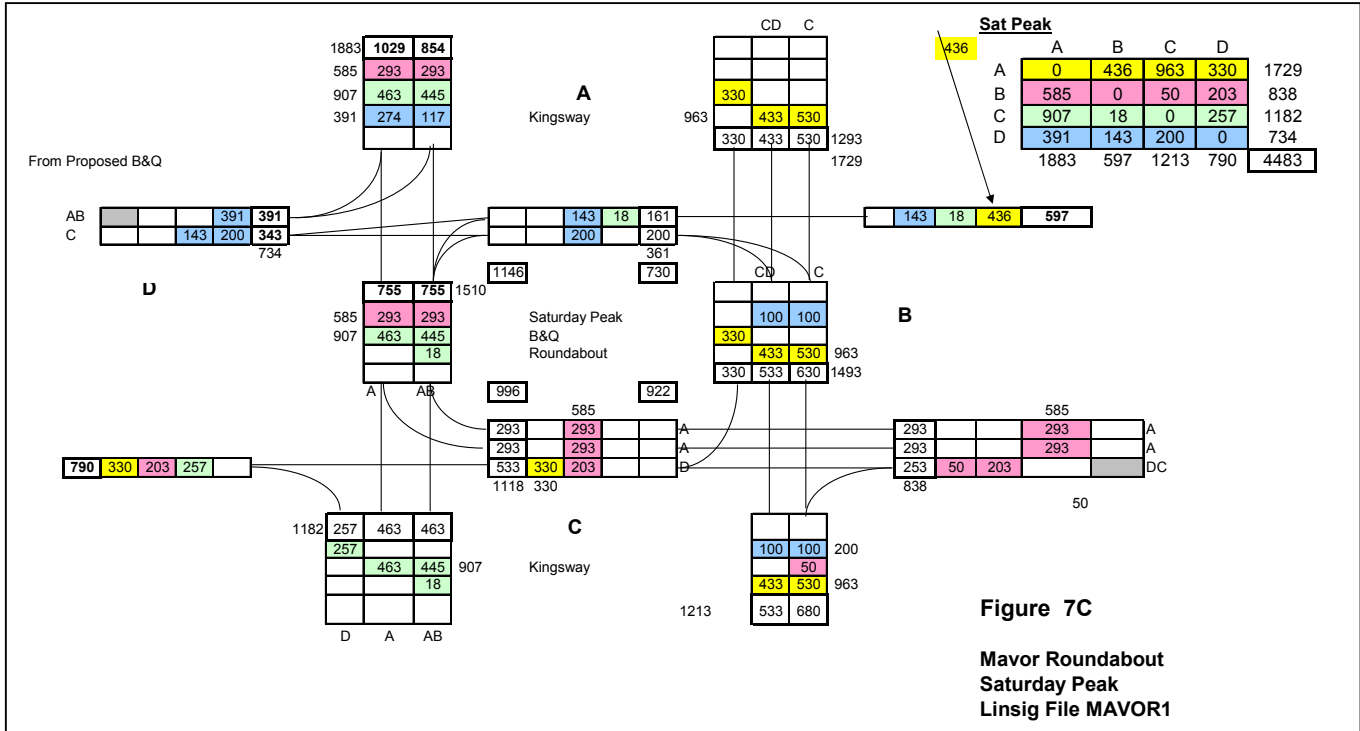 CD C Sat Peak
1883 1029 854 436 A B C D
585 293 293 A 0 436 963 330 1729
907 463 445 A 330 B 585 0 50 203 838
391 274 117 Kingsway 963 433 530 C 907 18 0 257 1182
330 433 530 1293 D 391 143 200 0 734
From Proposed B&Q 1729 1883 597 1213 790 4483
AB 391 391 143 18 161 143 18 436 597
C 143 200 343 200 200
734 361
1146 730 CD C
D 755 755 1510
585 293 293 Saturday Peak 100 100 B
907 463 445 B&Q 330
18 Roundabout 433 530 963
330 533 630 1493
A AB 996 922
585 585
293 293 A 293 293 A
293 293 A 293 293 A
790 330 203 257 533 330 203 D 253 50 203 DC
1118 330 838
50
1182 257 463 463 C
257 100 100 200
463 445 907 Kingsway 50
18 433 530 963
1213 533 680
D A AB
Figure 7C
Mavor Roundabout
Saturday Peak
Linsig File MAVOR1